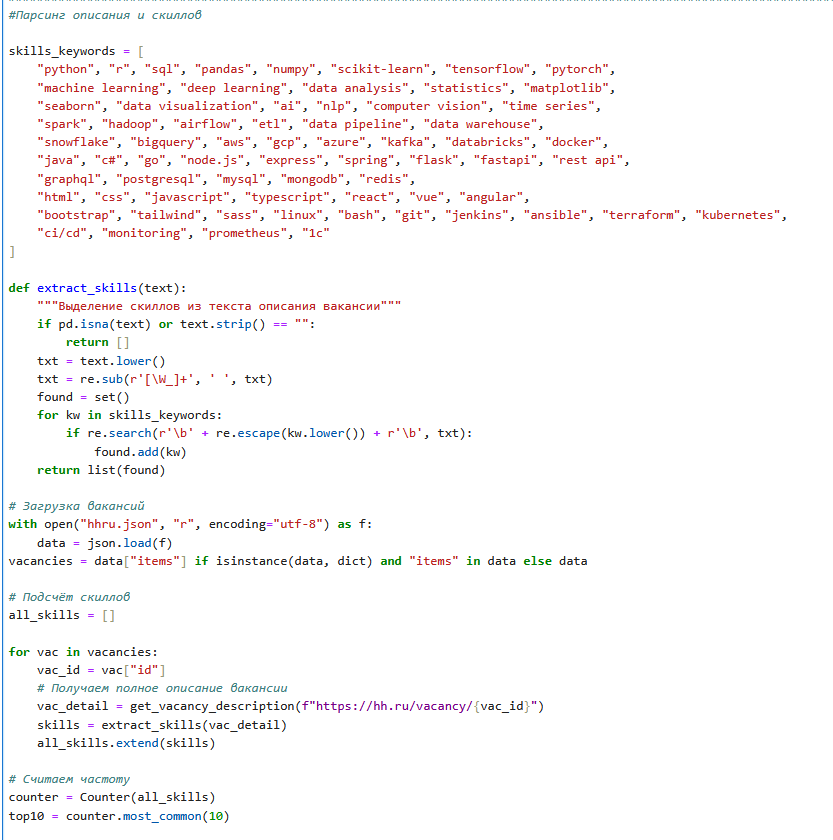 #Парсинг описания и скиллов
skills_keywords = [
    "python", "r", "sql", "pandas", "numpy", "scikit-learn", "tensorflow", "pytorch",
    "machine learning", "deep learning", "data analysis", "statistics", "matplotlib",
    "seaborn", "data visualization", "ai", "nlp", "computer vision", "time series",
    "spark", "hadoop", "airflow", "etl", "data pipeline", "data warehouse",
    "snowflake", "bigquery", "aws", "gcp", "azure", "kafka", "databricks", "docker",
    "java", "c#", "go", "node.js", "express", "spring", "flask", "fastapi", "rest api",
    "graphql", "postgresql", "mysql", "mongodb", "redis",
    "html", "css", "javascript", "typescript", "react", "vue", "angular",
    "bootstrap", "tailwind", "sass", "linux", "bash", "git", "jenkins", "ansible", "terraform", "kubernetes",
    "ci/cd", "monitoring", "prometheus", "1c"
]
def extract_skills(text):
    """Выделение скиллов из текста описания вакансии"""
    if pd.isna(text) or text.strip() == "":
        return []
    txt = text.lower()
    txt = re.sub(r'[\W_]+', ' ', txt)
    found = set()
    for kw in skills_keywords:
        if re.search(r'\b' + re.escape(kw.lower()) + r'\b', txt):
            found.add(kw)
    return list(found)
# Загрузка вакансий
with open("hhru.json", "r", encoding="utf-8") as f:
    data = json.load(f)
vacancies = data["items"] if isinstance(data, dict) and "items" in data else data
# Подсчёт скиллов
all_skills = []
for vac in vacancies:
    vac_id = vac["id"]
    # Получаем полное описание вакансии
    vac_detail = get_vacancy_description(f"https://hh.ru/vacancy/{vac_id}")
    skills = extract_skills(vac_detail)
    all_skills.extend(skills)
# Считаем частоту
counter = Counter(all_skills)
top10 = counter.most_common(10)